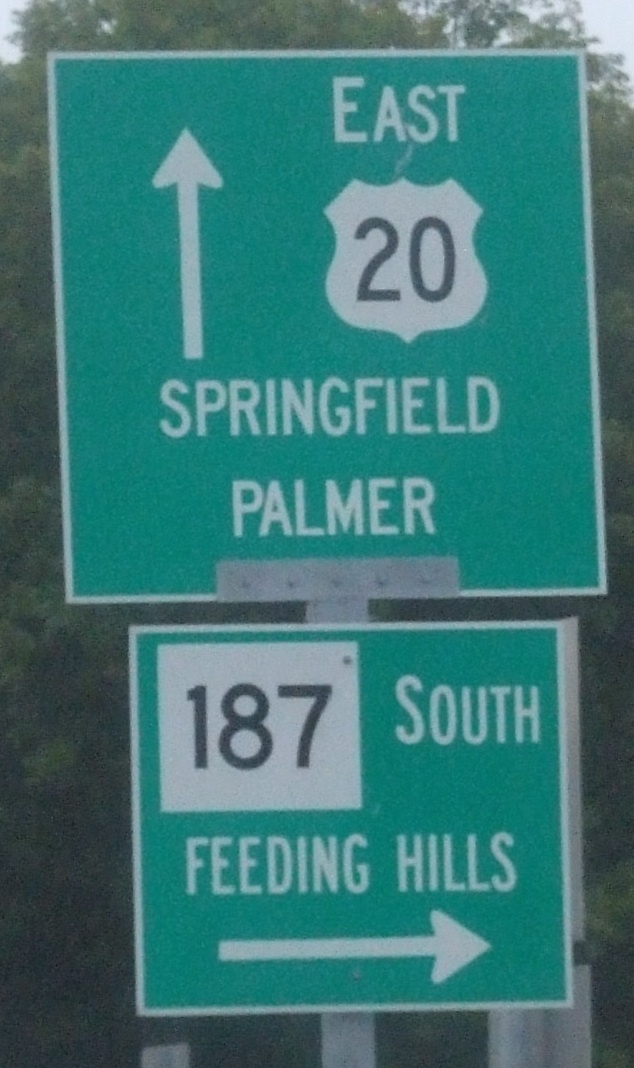 EAST
20
SPRINGFIELD
PALMER
187 SOUTH
FEEDING HILLS